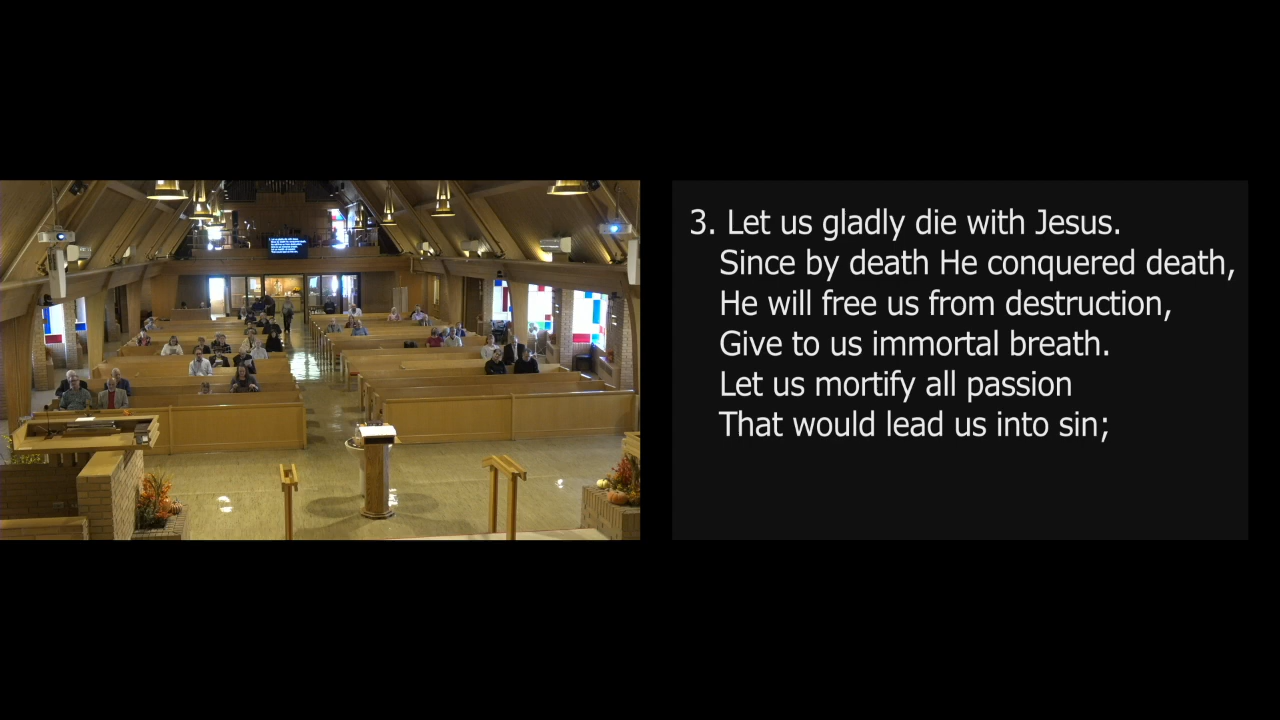 3. Let us gladly die with Jesus.
Since by death He conquered death,
He will free us from destruction,
Give to us immortal breath.
Let us mortify all passion
That would lead us into sin;